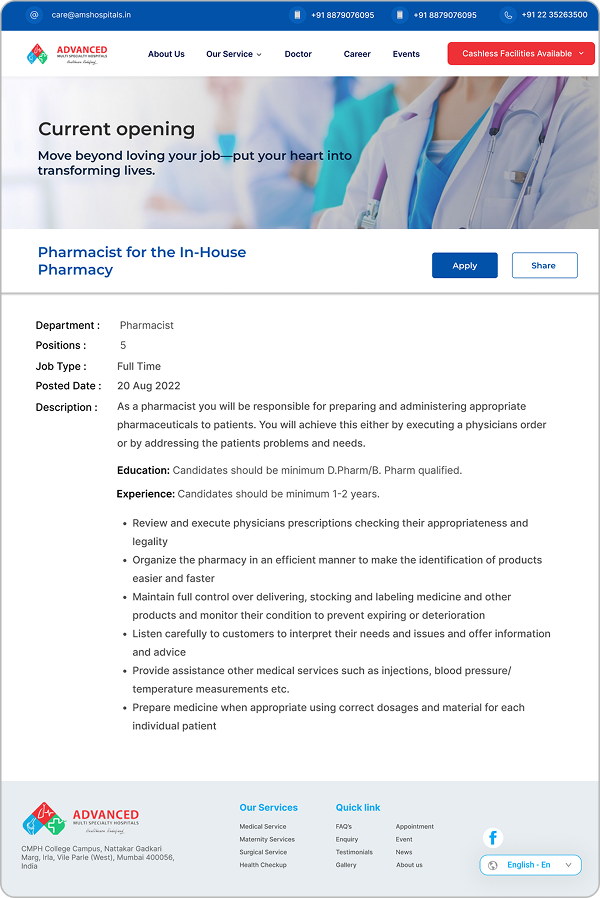 care@amshospitals.in
+91 8879076095
+91 8879076095
+91 22 35263500
ADVANCED
MULTI SPECIALTY HOSPITALS
About Us
Our Service
Doctor
Career
Events
Cashless Facilities Available
Current opening
Move beyond loving your job—put your heart into
transforming lives.
Pharmacist for the In-House
Pharmacy
Apply
Share
Department : Pharmacist
Positions : 5
Job Type : Full Time
Posted Date : 20 Aug 2022
Description : As a pharmacist you will be responsible for preparing and administering appropriate
pharmaceuticals to patients. You will achieve this either by executing a physicians order
or by addressing the patients problems and needs.
Education: Candidates should be minimum D.Pharm/B. Pharm qualified.
Experience: Candidates should be minimum 1-2 years.
• Review and execute physicians prescriptions checking their appropriateness and
legality
• Organize the pharmacy in an efficient manner to make the identification of products
easier and faster
• Maintain full control over delivering, stocking and labeling medicine and other
products and monitor their condition to prevent expiring or deterioration
• Listen carefully to customers to interpret their needs and issues and offer information
and advice
• Provide assistance other medical services such as injections, blood pressure/
temperature measurements etc.
• Prepare medicine when appropriate using correct dosages and material for each
individual patient
ADVANCED
MULTI SPECIALTY HOSPITALS
CMPH College Campus, Nattakar Gadkari
Marg, Irla, Vile Parle (West), Mumbai 400056,
India
Our Services
Medical Service
Maternity Services
Surgical Service
Health Checkup
Quick link
FAQ's
Enquiry
Testimonials
Gallery
Appointment
Event
News
About us
English - En